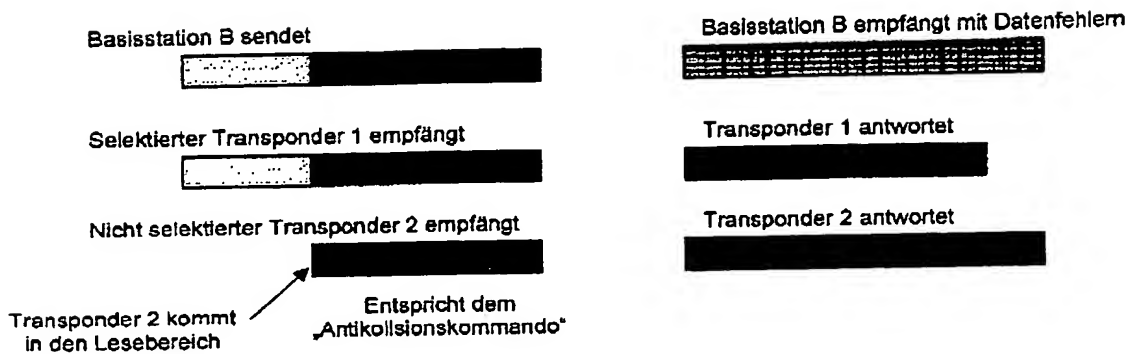 Basisstation B sendet
Selektierter Transponder 1 empfängt
Nicht selektierter Transponder 2 empfängt
Transponder 2 kommt
in den Lesebereich
Entspricht dem
„Antikollsionskommando“
Basisstation B empfängt mit Datenfehlern
Transponder 1 antwortet
Transponder 2 antwortet